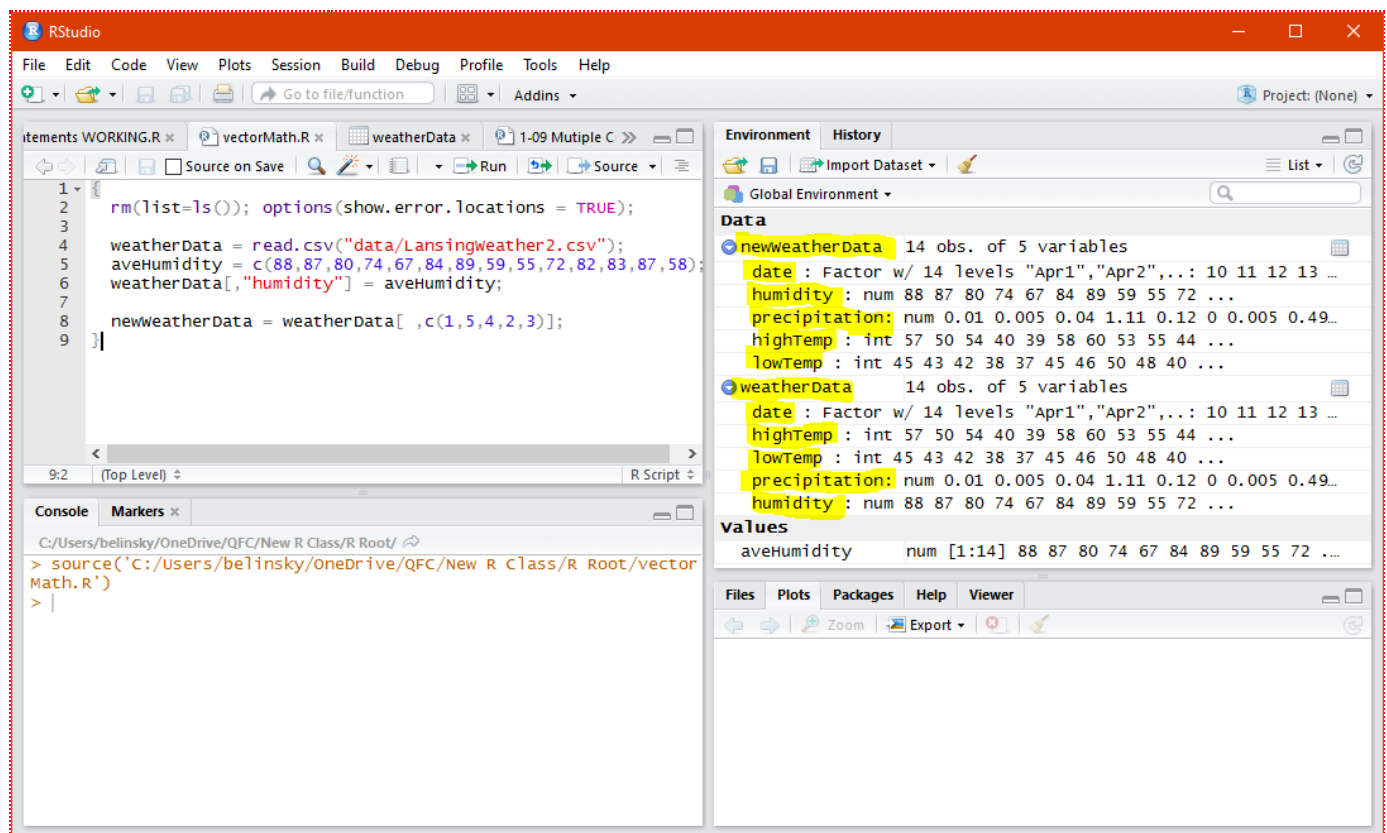 RStudio
File Edit Code View Plots Session Build Debug Profile Tools Help
Go to file/function Addins Project: (None)
itements WORKING.R vectorMath.R weatherData 1-09 Mutiple C
Source on Save Run Source
1 {
2 rm(list=ls()); options(show.error.locations = TRUE);
3
4 weatherData = read.csv("data/LansingWeather2.csv");
5 aveHumidity = c(88,87,80,74,67,84,89,59,55,72,82,83,87,58);
6 weatherData[,"humidity"] = aveHumidity;
7
8 newWeatherData = weatherData[ ,c(1,5,4,2,3)];
9 }
9:2 (Top Level) R Script
Console Markers
C:/Users/belinsky/OneDrive/QFC/New R Class/R Root/
> source('C:/Users/belinsky/OneDrive/QFC/New R Class/R Root/vector
Math.R')
>
Environment History
Import Dataset List
Global Environment
Data
newWeatherData 14 obs. of 5 variables
date : Factor w/ 14 levels "Apr1","Apr2",..: 10 11 12 13 …
humidity : num 88 87 80 74 67 84 89 59 55 72 ...
precipitation: num 0.01 0.005 0.04 1.11 0.12 0 0.005 0.49…
highTemp : int 57 50 54 40 39 58 60 53 55 44 ...
lowTemp : int 45 43 42 38 37 45 46 50 48 40 ...
weatherData 14 obs. of 5 variables
date : Factor w/ 14 levels "Apr1","Apr2",..: 10 11 12 13 …
highTemp : int 57 50 54 40 39 58 60 53 55 44 ...
lowTemp : int 45 43 42 38 37 45 46 50 48 40 ...
precipitation: num 0.01 0.005 0.04 1.11 0.12 0 0.005 0.49…
humidity : num 88 87 80 74 67 84 89 59 55 72 ...
Values
aveHumidity num [1:14] 88 87 80 74 67 84 89 59 55 72 .…
Files Plots Packages Help Viewer
Zoom Export